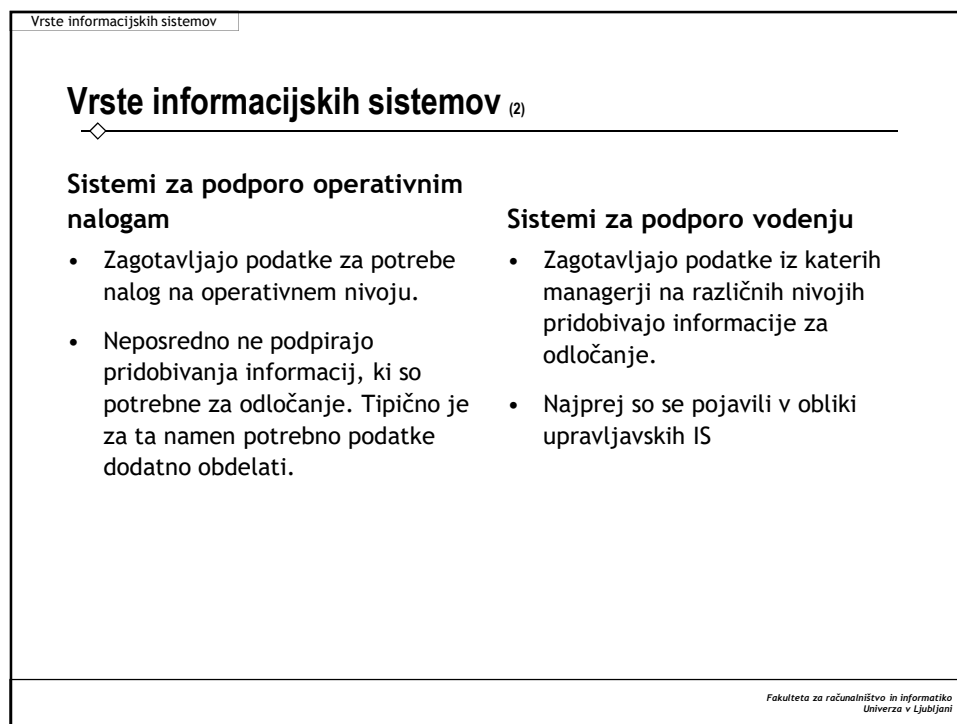 Vrste informacijskih sistemov
Vrste informacijskih sistemov (2)
Sistemi za podporo operativnim
nalogam
• Zagotavljajo podatke za potrebe
nalog na operativnem nivoju.
• Neposredno ne podpirajo
pridobivanja informacij, ki so
potrebne za odločanje. Tipično je
za ta namen potrebno podatke
dodatno obdelati.
Sistemi za podporo vodenju
• Zagotavljajo podatke iz katerih
managerji na različnih nivojih
pridobivajo informacije za
odločanje.
• Najprej so se pojavili v obliki
upravljavskih IS
Fakulteta za računalništvo in informatiko
Univerza v Ljubljani